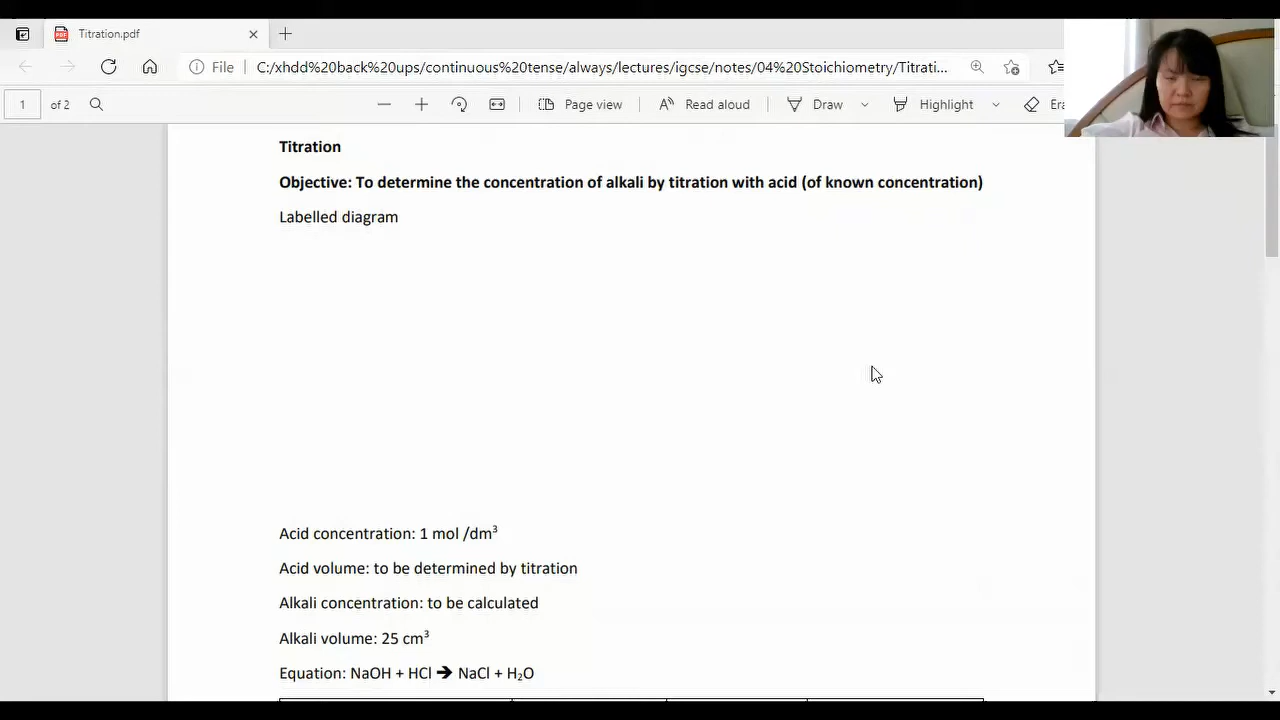 Titration.pdf
File C:/xhdd%20back%20ups/continuous%20tense/always/lectures/igcse/notes/04%20Stoichiometry/Titrati...
1 of 2 Page view Read aloud Draw Highlight Era
Titration
Objective: To determine the concentration of alkali by titration with acid (of known concentration)
Labelled diagram
Acid concentration: 1 mol /dm³
Acid volume: to be determined by titration
Alkali concentration: to be calculated
Alkali volume: 25 cm³
Equation: NaOH + HCl 🡺 NaCl + H₂O